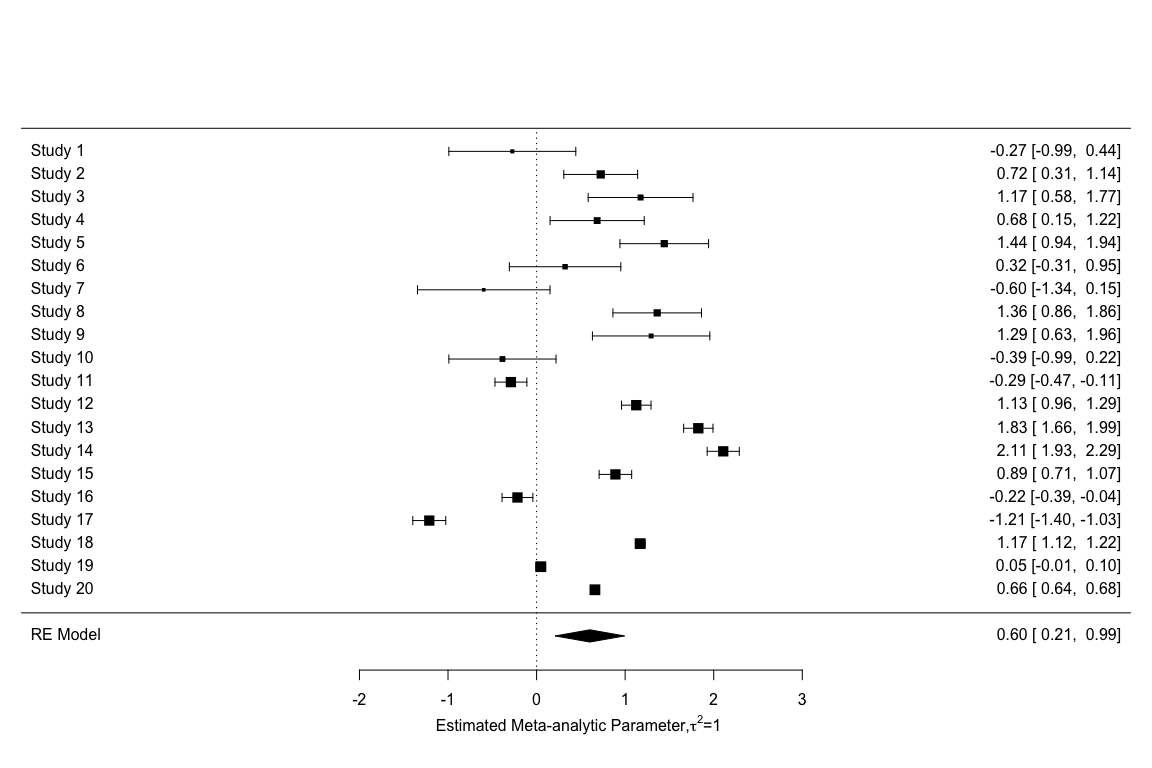 Study 1 -0.27 [-0.99, 0.44]
Study 2 0.72 [ 0.31, 1.14]
Study 3 1.17 [ 0.58, 1.77]
Study 4 0.68 [ 0.15, 1.22]
Study 5 1.44 [ 0.94, 1.94]
Study 6 0.32 [-0.31, 0.95]
Study 7 -0.60 [-1.34, 0.15]
Study 8 1.36 [ 0.86, 1.86]
Study 9 1.29 [ 0.63, 1.96]
Study 10 -0.39 [-0.99, 0.22]
Study 11 -0.29 [-0.47, -0.11]
Study 12 1.13 [ 0.96, 1.29]
Study 13 1.83 [ 1.66, 1.99]
Study 14 2.11 [ 1.93, 2.29]
Study 15 0.89 [ 0.71, 1.07]
Study 16 -0.22 [-0.39, -0.04]
Study 17 -1.21 [-1.40, -1.03]
Study 18 1.17 [ 1.12, 1.22]
Study 19 0.05 [-0.01, 0.10]
Study 20 0.66 [ 0.64, 0.68]
RE Model 0.60 [ 0.21, 0.99]
-2 -1 0 1 2 3
Estimated Meta-analytic Parameter,τ²=1